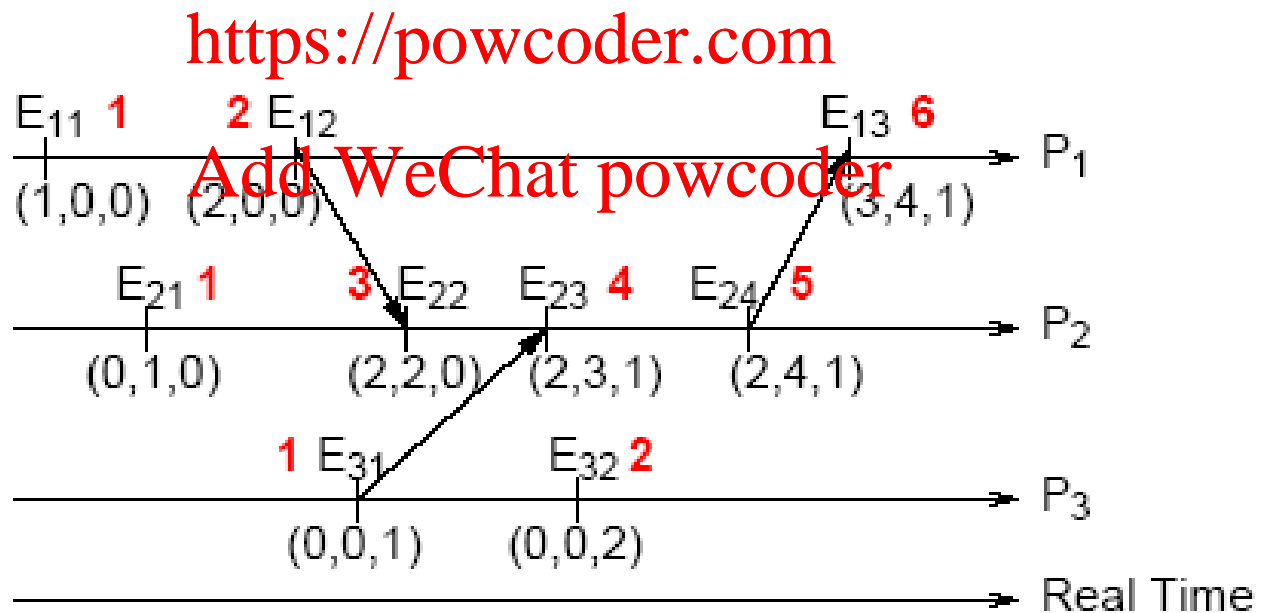 https://powcoder.com
E11 1 2 E12 E13 6
P1
Add WeChat powcoder
(1,0,0) (2,0,0) (3,4,1)
E21 1 3 E22 E23 4 E24 5
P2
(0,1,0) (2,2,0) (2,3,1) (2,4,1)
1 E31 E32 2
P3
(0,0,1) (0,0,2)
Real Time